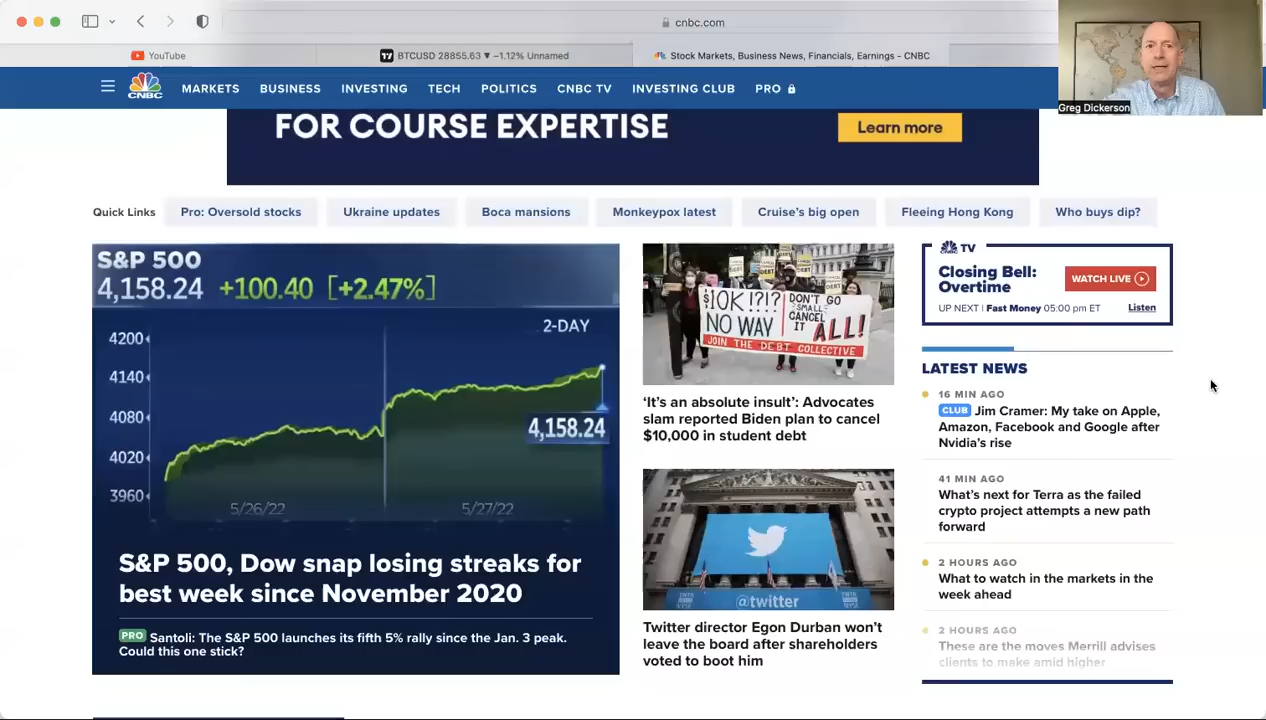 cnbc.com
YouTube
BTCUSD 28855.63 ▼ −1.12% Unnamed
Stock Markets, Business News, Financials, Earnings – CNBC
Greg Dickerson
CNBC
MARKETS
BUSINESS
INVESTING
TECH
POLITICS
CNBC TV
INVESTING CLUB
PRO
FOR COURSE EXPERTISE
Learn more
Quick Links
Pro: Oversold stocks
Ukraine updates
Boca mansions
Monkeypox latest
Cruise's big open
Fleeing Hong Kong
Who buys dip?
S&P 500
4,158.24 +100.40 [+2.47%]
2-DAY
4200
4140
4080
4020
3960
4,158.24
5/26/22
5/27/22
S&P 500, Dow snap losing streaks for
best week since November 2020
PRO Santoli: The S&P 500 launches its fifth 5% rally since the Jan. 3 peak.
Could this one stick?
$10K !?!?
NO WAY
DON'T GO
SMALL
CANCEL
IT ALL!
JOIN THE DEBT COLLECTIVE
'It's an absolute insult': Advocates
slam reported Biden plan to cancel
$10,000 in student debt
@twitter
Twitter director Egon Durban won't
leave the board after shareholders
voted to boot him
CNBC TV
Closing Bell:
Overtime
WATCH LIVE
UP NEXT | Fast Money 05:00 pm ET
Listen
LATEST NEWS
16 MIN AGO
CLUB Jim Cramer: My take on Apple,
Amazon, Facebook and Google after
Nvidia's rise
41 MIN AGO
What's next for Terra as the failed
crypto project attempts a new path
forward
2 HOURS AGO
What to watch in the markets in the
week ahead
2 HOURS AGO
These are the moves Merrill advises
clients to make amid higher